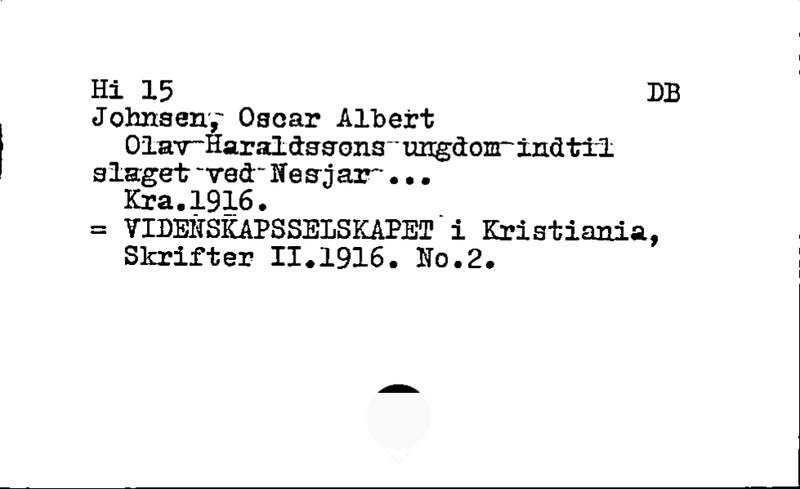 Hi 15 DB
Johnsen, Oscar Albert
Olav Haraldssons ungdom indtil
slaget ved Nesjar ...
Kra.1916.
= VIDENSKAPSSELSKAPET i Kristiania,
Skrifter II.1916. No.2.